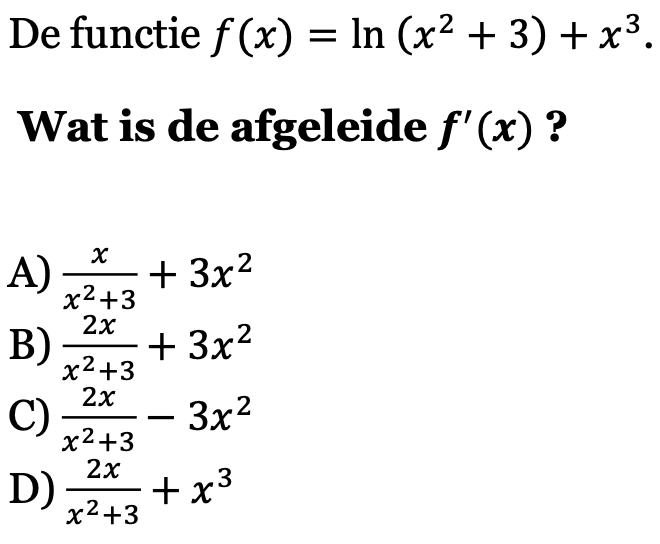 De functie f(x) = ln (x² + 3) + x³.
Wat is de afgeleide f′(x) ?
A) x/(x²+3) + 3x²
B) 2x/(x²+3) + 3x²
C) 2x/(x²+3) − 3x²
D) 2x/(x²+3) + x³